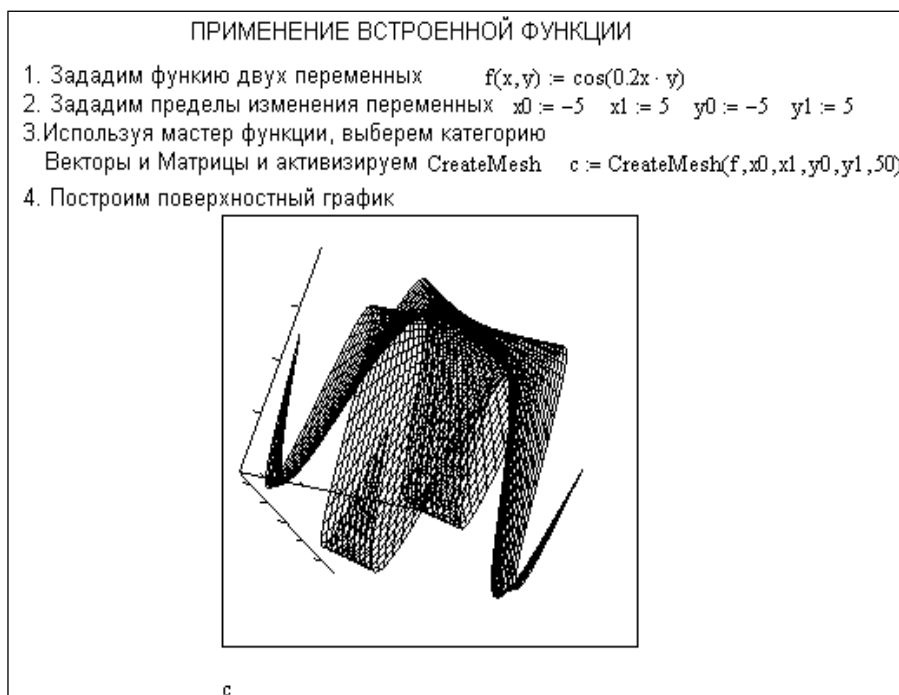 ПРИМЕНЕНИЕ ВСТРОЕННОЙ ФУНКЦИИ
1. Зададим функию двух переменных f(x,y) := cos(0.2x · y)
2. Зададим пределы изменения переменных x0 := −5 x1 := 5 y0 := −5 y1 := 5
3.Используя мастер функции, выберем категорию
Векторы и Матрицы и активизируем CreateMesh c := CreateMesh(f,x0,x1,y0,y1,50)
4. Построим поверхностный график
c